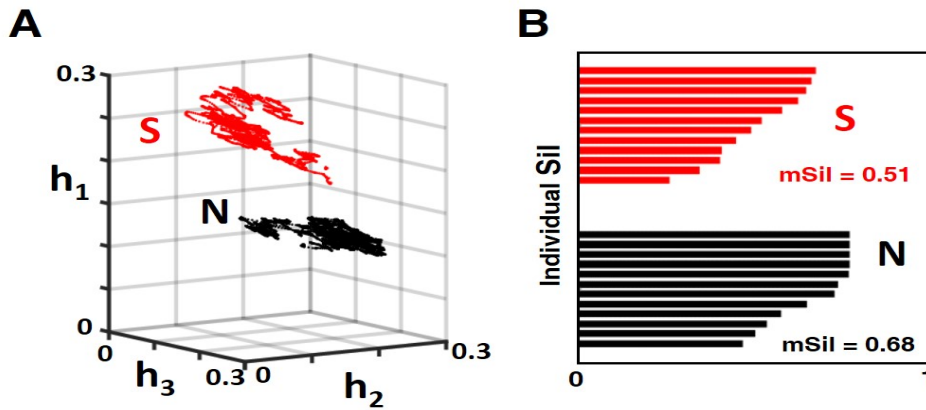 A
0.3
S
h1
N
0
0
h3
0.3
0
h2
0.3
B
Individual Sil
S
mSil = 0.51
N
mSil = 0.68
0
1